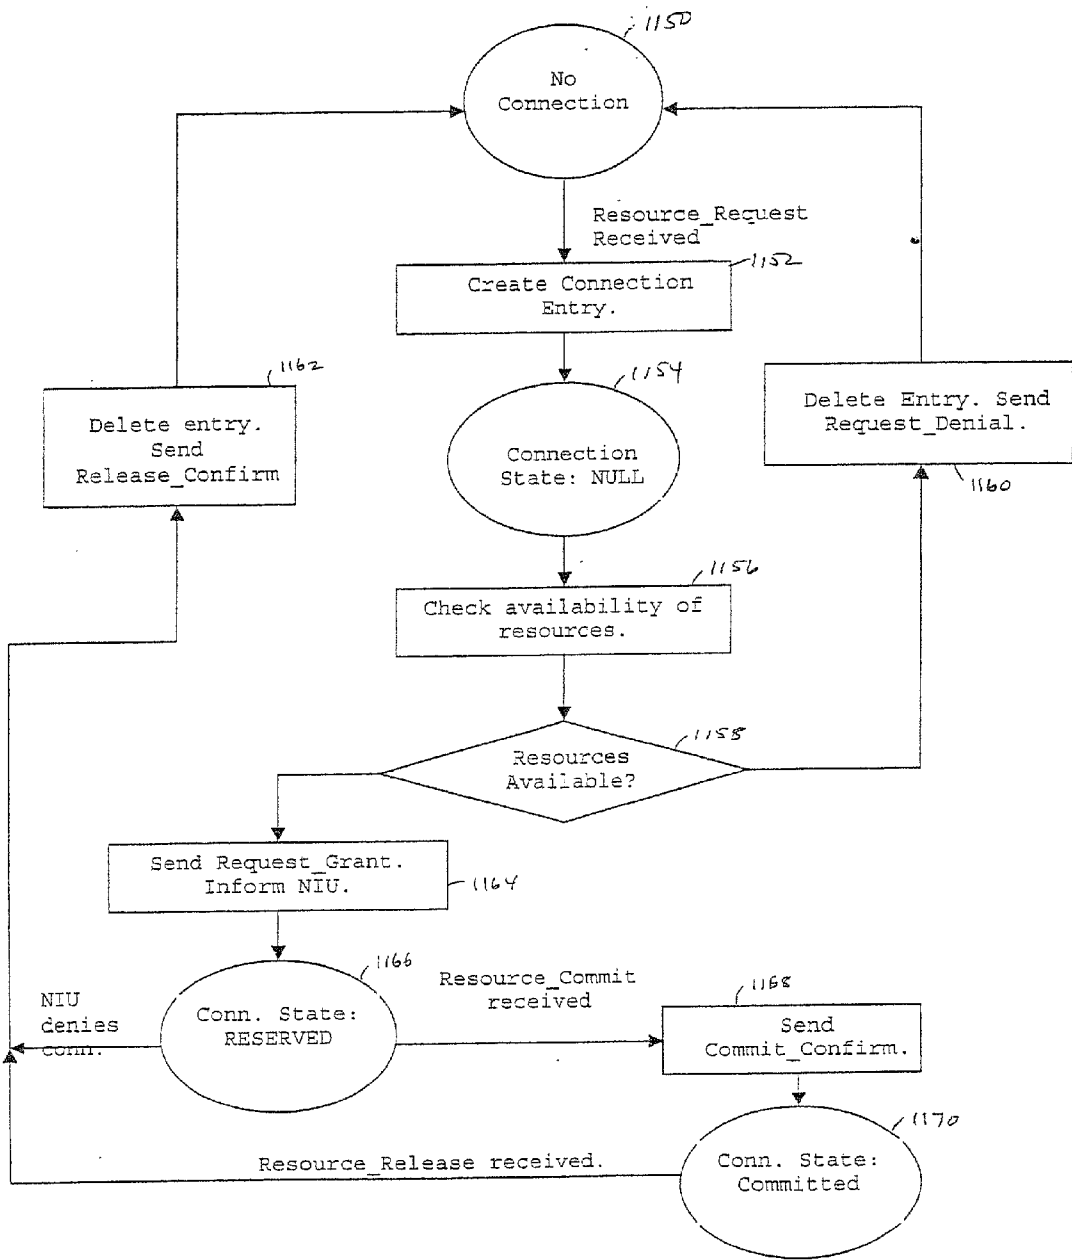 1150
No
Connection
Resource_Request
Received
1152
Create Connection
Entry.
1162
Delete entry.
Send
Release_Confirm
1154
Connection
State: NULL
Delete Entry. Send
Request_Denial.
1160
1156
Check availability of
resources.
1158
Resources
Available?
Send Request_Grant.
Inform NIU.
1164
1166
Conn. State:
RESERVED
NIU
denies
conn.
Resource_Commit
received
1168
Send
Commit_Confirm.
1170
Conn. State:
Committed
Resource_Release received.